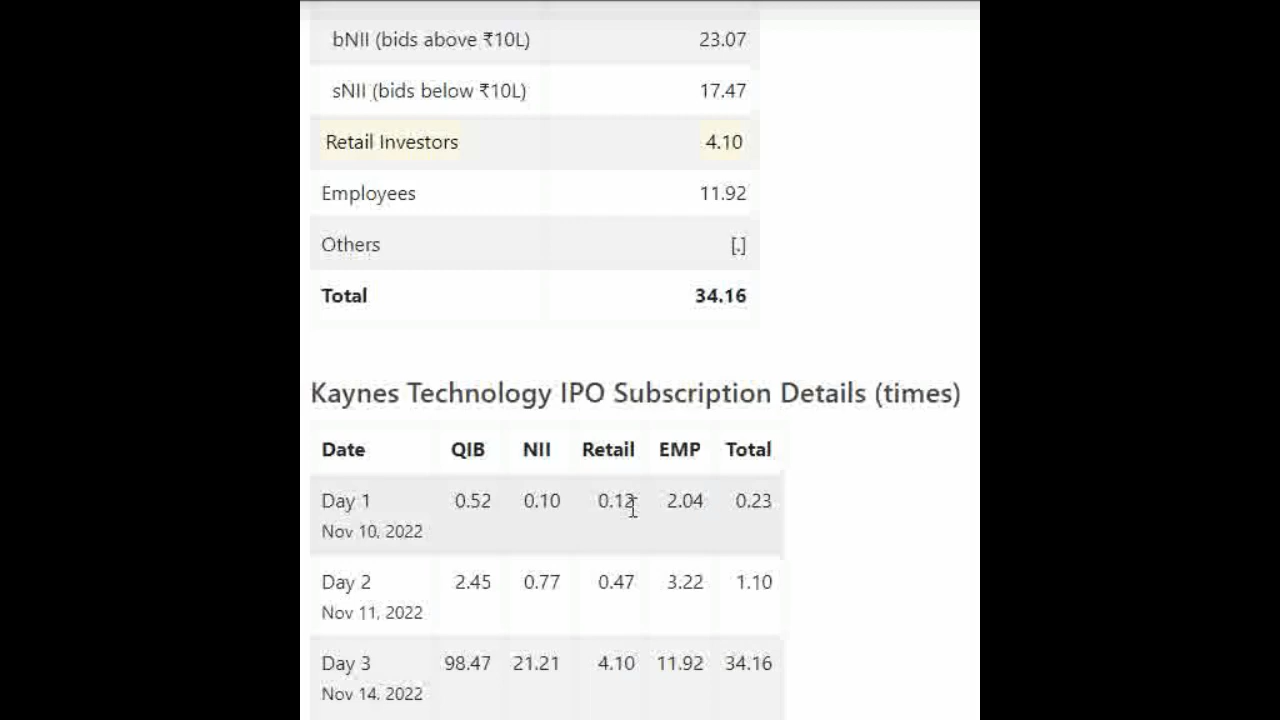 bNII (bids above ₹10L) 23.07
sNII (bids below ₹10L) 17.47
Retail Investors 4.10
Employees 11.92
Others [.]
Total 34.16
Kaynes Technology IPO Subscription Details (times)
Date QIB NII Retail EMP Total
Day 1 0.52 0.10 0.12 2.04 0.23
Nov 10, 2022
Day 2 2.45 0.77 0.47 3.22 1.10
Nov 11, 2022
Day 3 98.47 21.21 4.10 11.92 34.16
Nov 14, 2022